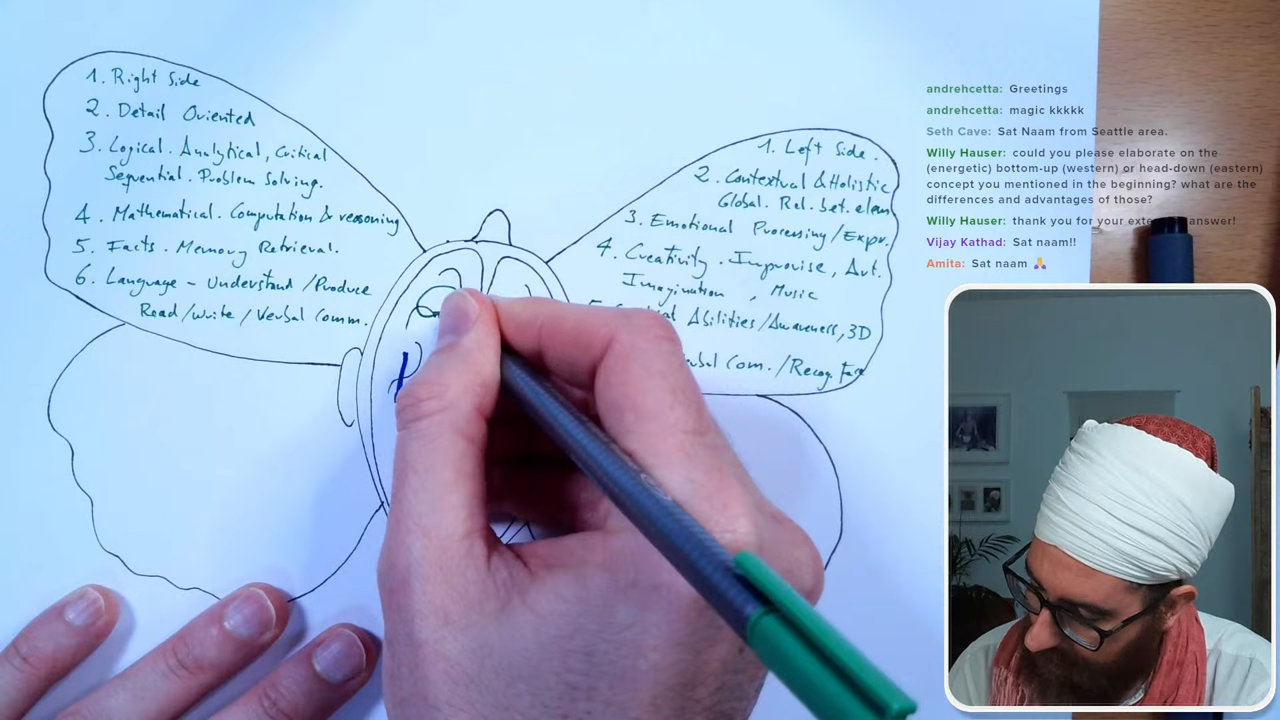 1. Right Side
2. Detail Oriented
3. Logical. Analytical, Critical
Sequential. Problem Solving.
4. Mathematical. Computation & reasoning
5. Facts. Memory Retrieval.
6. Language - Understand / Produce
Read/write / Verbal Comm.
1. Left Side.
2. Contextual & Holistic
Global. Rel. bet. elem
3. Emotional Processing/Expr.
4. Creativity. Improvise, Art.
Imagination, Music
Abilities/Awareness, 3D
Com. / Recog. Face
andrehcetta: Greetings
andrehcetta: magic kkkkk
Seth Cave: Sat Naam from Seattle area.
Willy Hauser: could you please elaborate on the
(energetic) bottom-up (western) or head-down (eastern)
concept you mentioned in the beginning? what are the
differences and advantages of those?
Willy Hauser: thank you for your answer!
Vijay Kathad: Sat naam!!
Amita: Sat naam 🙏